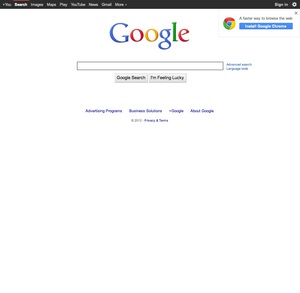 +You Search Images Maps Play YouTube News Gmail More Sign in
A faster way to browse the web
Install Google Chrome
Google
Advanced search
Language tools
Google Search I'm Feeling Lucky
Advertising Programs Business Solutions +Google About Google
© 2012 - Privacy & Terms